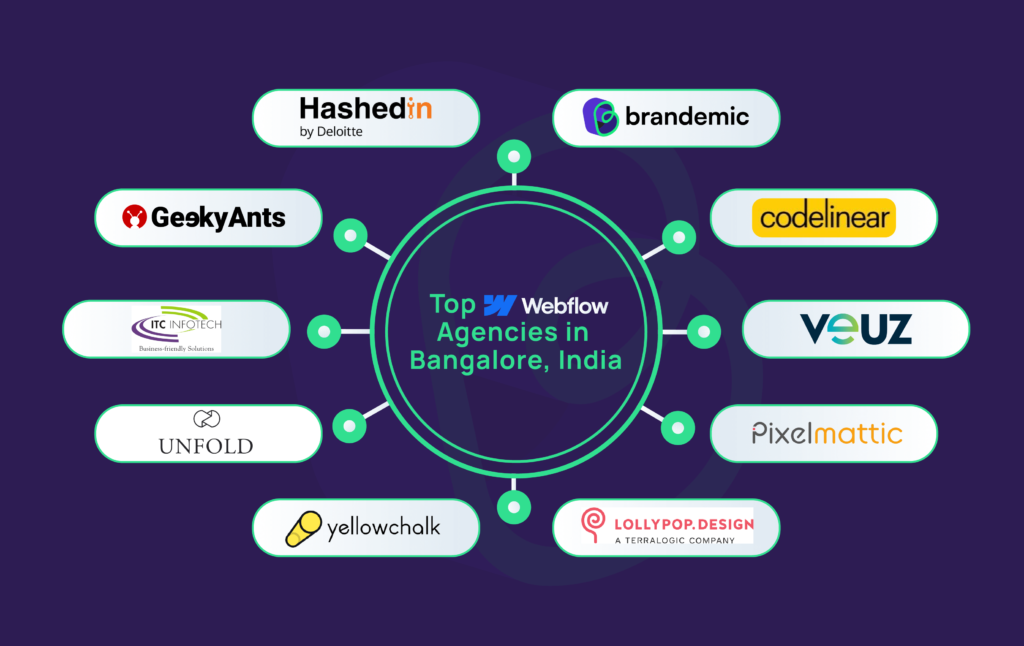 Hashedin
by Deloitte
brandemic
GeekyAnts
codelinear
Top Webflow
Agencies in
Bangalore, India
ITC INFOTECH
Business-friendly Solutions
veuz
UNFOLD
Pixelmattic
yellowchalk
LOLLYPOP.DESIGN
A TERRALOGIC COMPANY